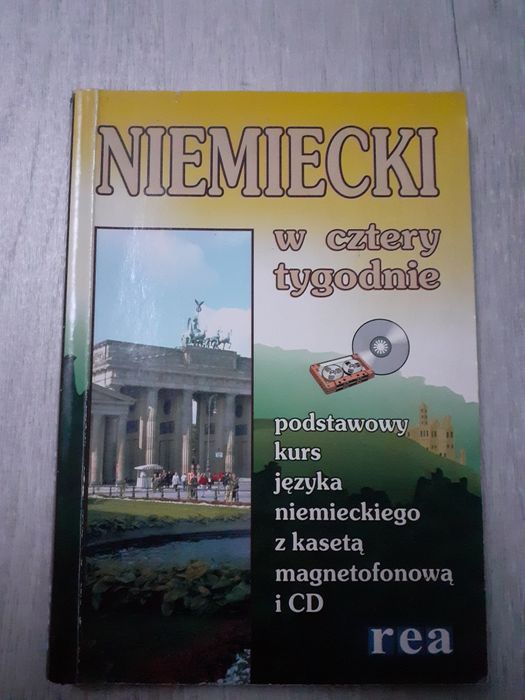 NIEMIECKI
w cztery
tygodnie
podstawowy
kurs
języka
niemieckiego
z kasetą
magnetofonową
i CD
rea